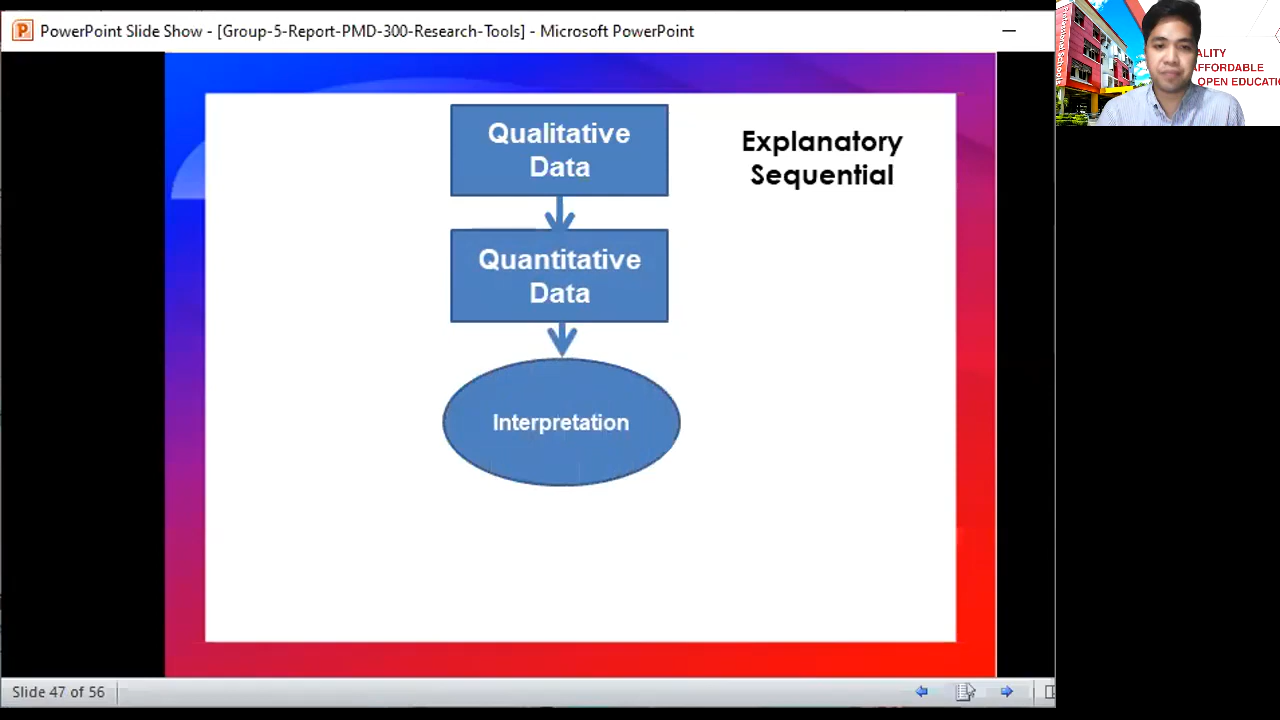 PowerPoint Slide Show - [Group-5-Report-PMD-300-Research-Tools] - Microsoft PowerPoint
ALITY
AFFORDABLE
OPEN EDUCATI
Qualitative
Data
Explanatory
Sequential
Quantitative
Data
Interpretation
Slide 47 of 56